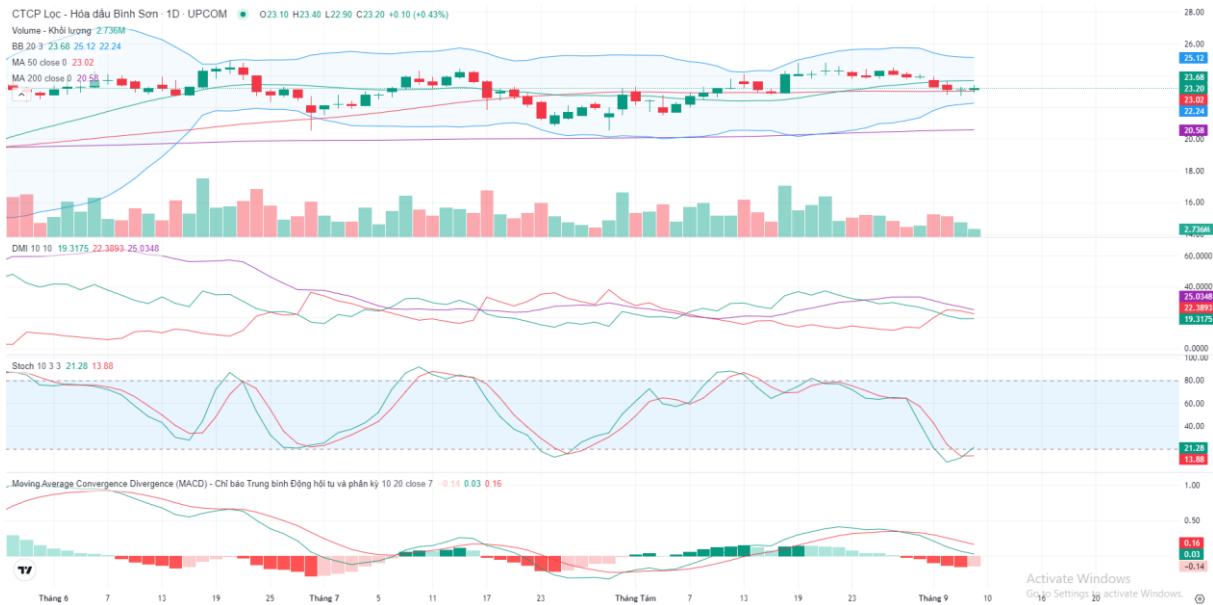 CTCP Lọc - Hóa dầu Bình Sơn · 1D · UPCOM O23.10 H23.40 L22.90 C23.20 +0.10 (+0.43%)
Volume - Khối lượng 2.736M
BB 20 3 23.68 25.12 22.24
MA 50 close 0 23.02
MA 200 close 0 20.58
28.00
26.00
25.12
23.68
23.20
23.02
22.24
20.58
20.00
18.00
16.00
2.736M
DMI 10 10 19.3175 22.3893 25.0348
60.0000
40.0000
25.0348
22.3893
19.3175
0.0000
Stoch 10 3 3 21.28 13.88
100.00
80.00
60.00
40.00
21.28
13.88
Moving Average Convergence Divergence (MACD) - Chỉ báo Trung bình Động hội tụ và phân kỳ 10 20 close 7 −0.14 0.03 0.16
1.00
0.50
0.16
0.03
−0.14
Activate Windows
Go to Settings to activate Windows.
Tháng 6 7 13 19 25 Tháng 7 5 11 17 23 Tháng Tám 7 13 19 23 Tháng 9 10 16 20